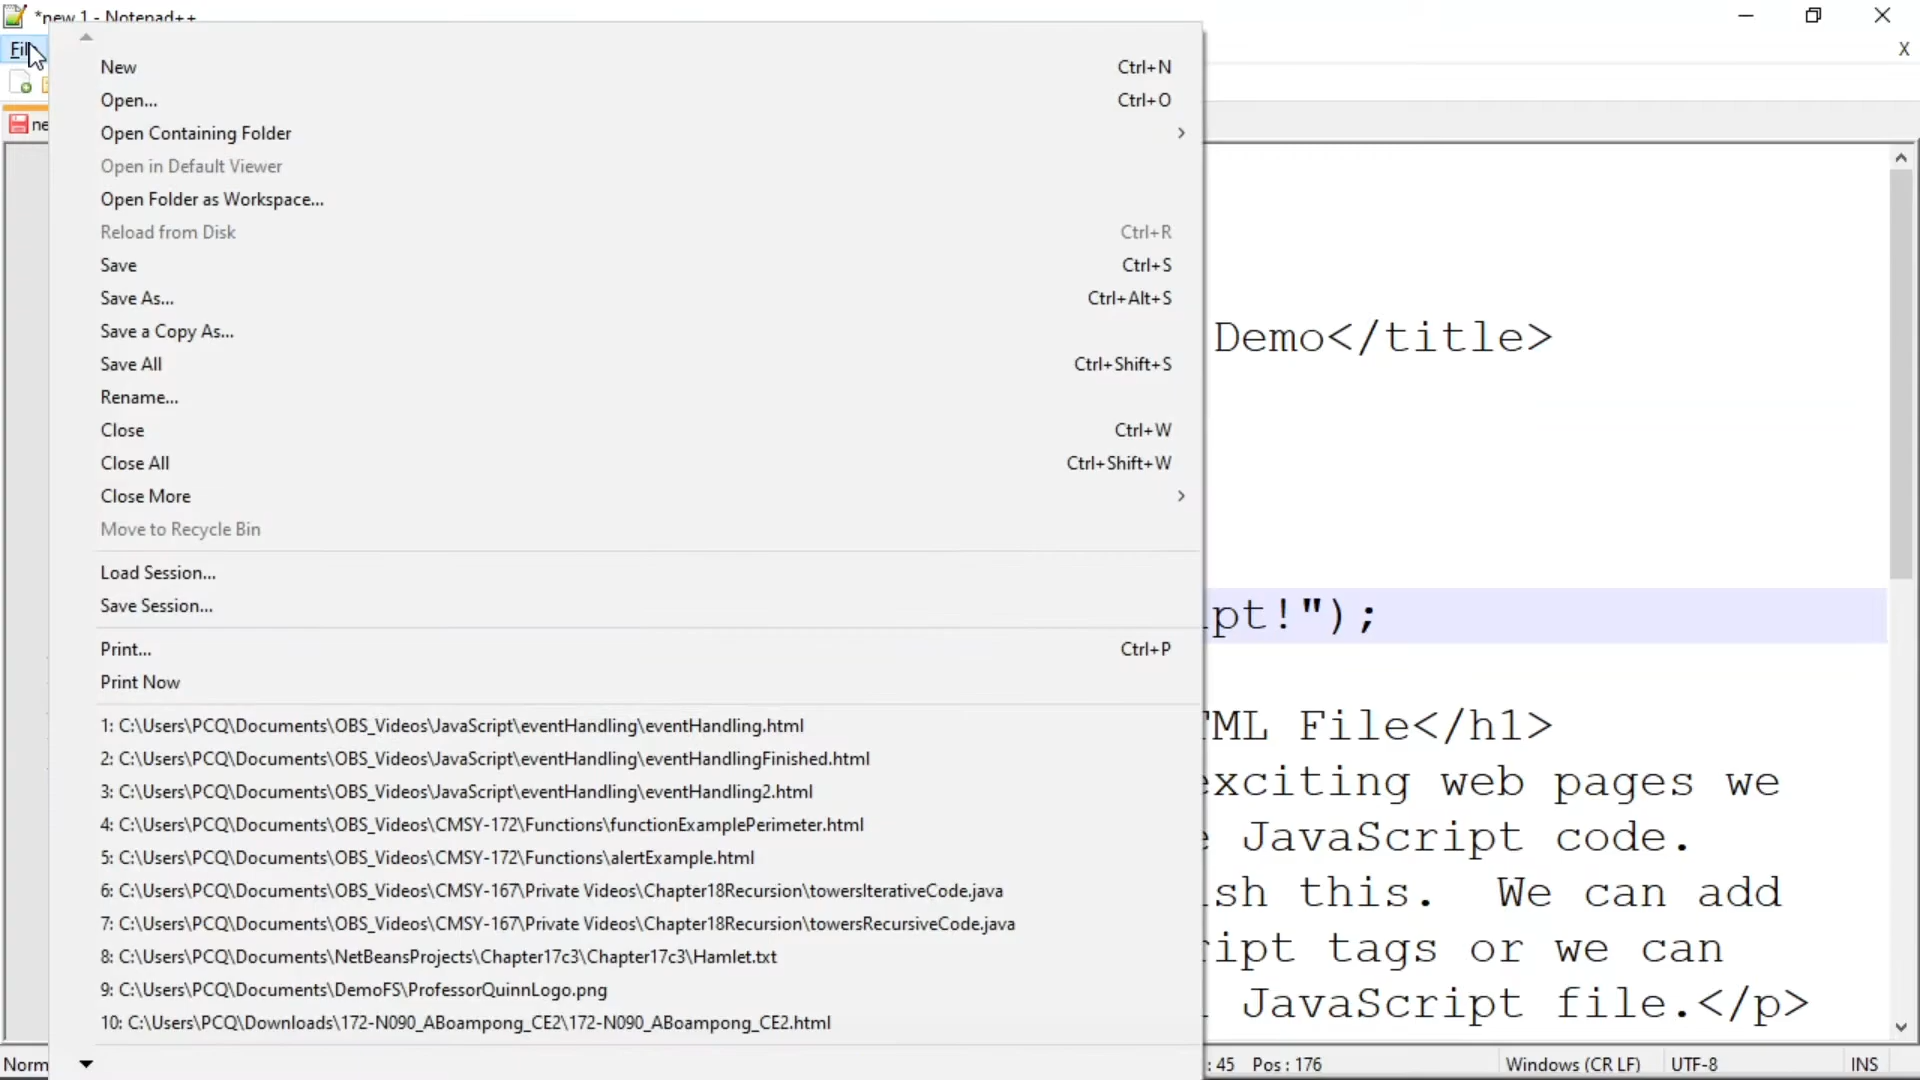 *new 1 - Notepad++
File
X
New Ctrl+N
Open... Ctrl+O
Open Containing Folder
Open in Default Viewer
Open Folder as Workspace...
Reload from Disk Ctrl+R
Save Ctrl+S
Save As... Ctrl+Alt+S
Save a Copy As...
Save All Ctrl+Shift+S
Rename...
Close Ctrl+W
Close All Ctrl+Shift+W
Close More
Move to Recycle Bin
Load Session...
Save Session...
Print... Ctrl+P
Print Now
1: C:\Users\PCQ\Documents\OBS_Videos\JavaScript\eventHandling\eventHandling.html
2: C:\Users\PCQ\Documents\OBS_Videos\JavaScript\eventHandling\eventHandlingFinished.html
3: C:\Users\PCQ\Documents\OBS_Videos\JavaScript\eventHandling\eventHandling2.html
4: C:\Users\PCQ\Documents\OBS_Videos\CMSY-172\Functions\functionExamplePerimeter.html
5: C:\Users\PCQ\Documents\OBS_Videos\CMSY-172\Functions\alertExample.html
6: C:\Users\PCQ\Documents\OBS_Videos\CMSY-167\Private Videos\Chapter18Recursion\towersIterativeCode.java
7: C:\Users\PCQ\Documents\OBS_Videos\CMSY-167\Private Videos\Chapter18Recursion\towersRecursiveCode.java
8: C:\Users\PCQ\Documents\NetBeansProjects\Chapter17c3\Chapter17c3\Hamlet.txt
9: C:\Users\PCQ\Documents\DemoFS\ProfessorQuinnLogo.png
10: C:\Users\PCQ\Downloads\172-N090_ABoampong_CE2\172-N090_ABoampong_CE2.html
ne
Demo</title>
ipt!");
TML File</h1>
exciting web pages we
e JavaScript code.
ish this. We can add
ript tags or we can
JavaScript file.</p>
Norm : 45 Pos : 176 Windows (CR LF) UTF-8 INS